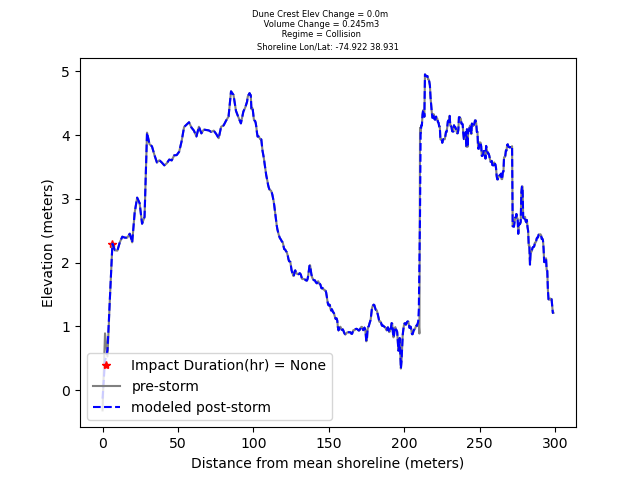 Dune Crest Elev Change = 0.0m
Volume Change = 0.245m3
Regime = Collision
Shoreline Lon/Lat: -74.922 38.931
5
4
3
2
1
0
Elevation (meters)
Impact Duration(hr) = None
pre-storm
modeled post-storm
0 50 100 150 200 250 300
Distance from mean shoreline (meters)